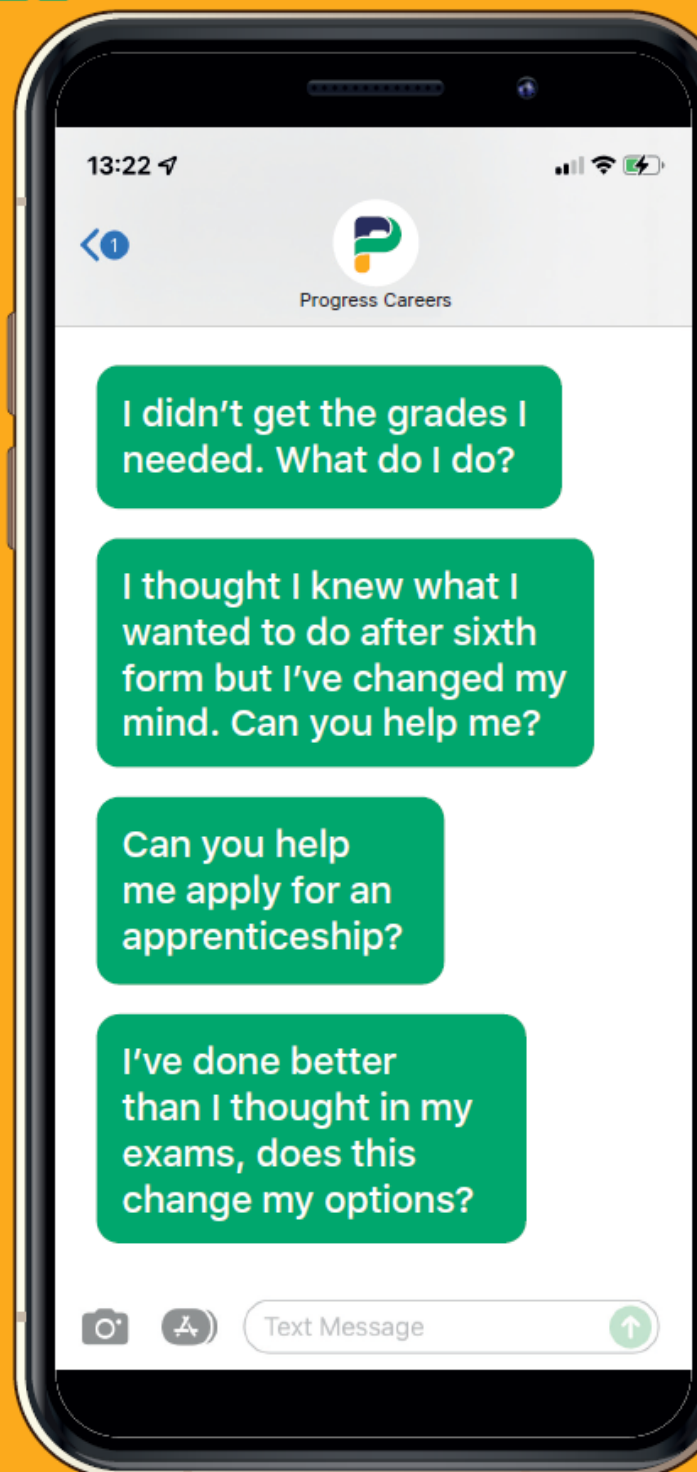 13:22
1
Progress Careers
I didn’t get the grades I
needed. What do I do?
I thought I knew what I
wanted to do after sixth
form but I’ve changed my
mind. Can you help me?
Can you help
me apply for an
apprenticeship?
I’ve done better
than I thought in my
exams, does this
change my options?
Text Message